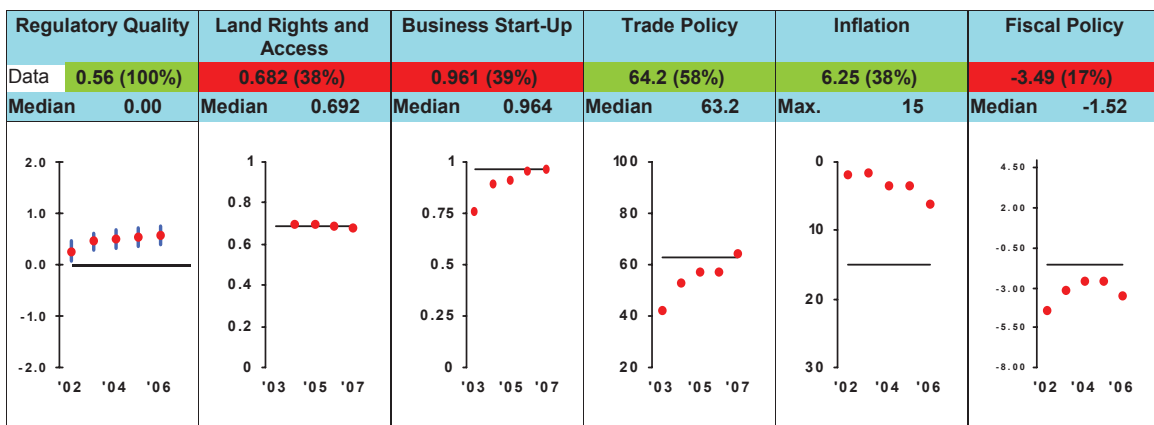 Regulatory Quality
Data 0.56 (100%)
Median 0.00
2.0
1.0
0.0
-1.0
-2.0
'02 '04 '06
Land Rights and
Access
0.682 (38%)
Median 0.692
1
0.8
0.6
0.4
0.2
0
'03 '05 '07
Business Start-Up
0.961 (39%)
Median 0.964
1
0.75
0.5
0.25
0
'03 '05 '07
Trade Policy
64.2 (58%)
Median 63.2
100
80
60
40
20
'03 '05 '07
Inflation
6.25 (38%)
Max. 15
0
10
20
30
'02 '04 '06
Fiscal Policy
-3.49 (17%)
Median -1.52
4.50
2.00
-0.50
-3.00
-5.50
-8.00
'02 '04 '06